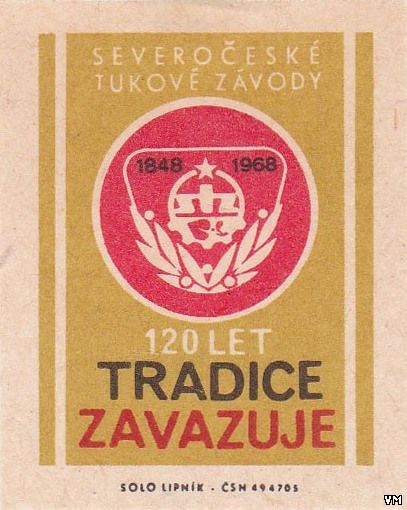 SEVEROČESKÉ
TUKOVÉ ZÁVODY
1848 1968
120 LET
TRADICE
ZAVAZUJE
SOLO LIPNÍK - ČSN 494705
VM